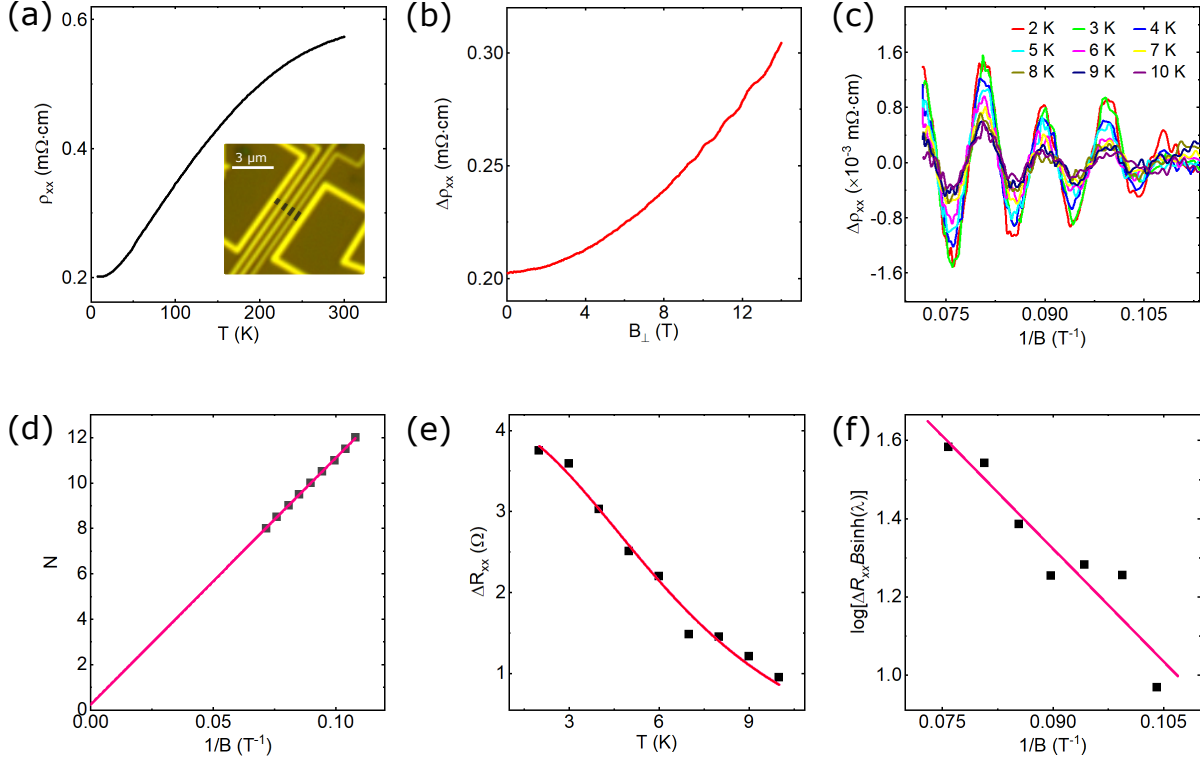 (a)
0.6
0.4
0.2
ρxx (mΩ·cm)
3 µm
0 100 200 300
T (K)
(b)
0.30
0.25
0.20
Δρxx (mΩ·cm)
0 4 8 12
B⊥ (T)
(c)
2 K 3 K 4 K
5 K 6 K 7 K
8 K 9 K 10 K
1.6
0.8
0.0
-0.8
-1.6
Δρxx (×10-3 mΩ·cm)
0.075 0.090 0.105
1/B (T-1)
(d)
12
10
8
6
4
2
0
N
0.00 0.05 0.10
1/B (T-1)
(e)
4
3
2
1
ΔRxx (Ω)
3 6 9
T (K)
(f)
1.6
1.4
1.2
1.0
log[ΔRxxBsinh(λ)]
0.075 0.090 0.105
1/B (T-1)